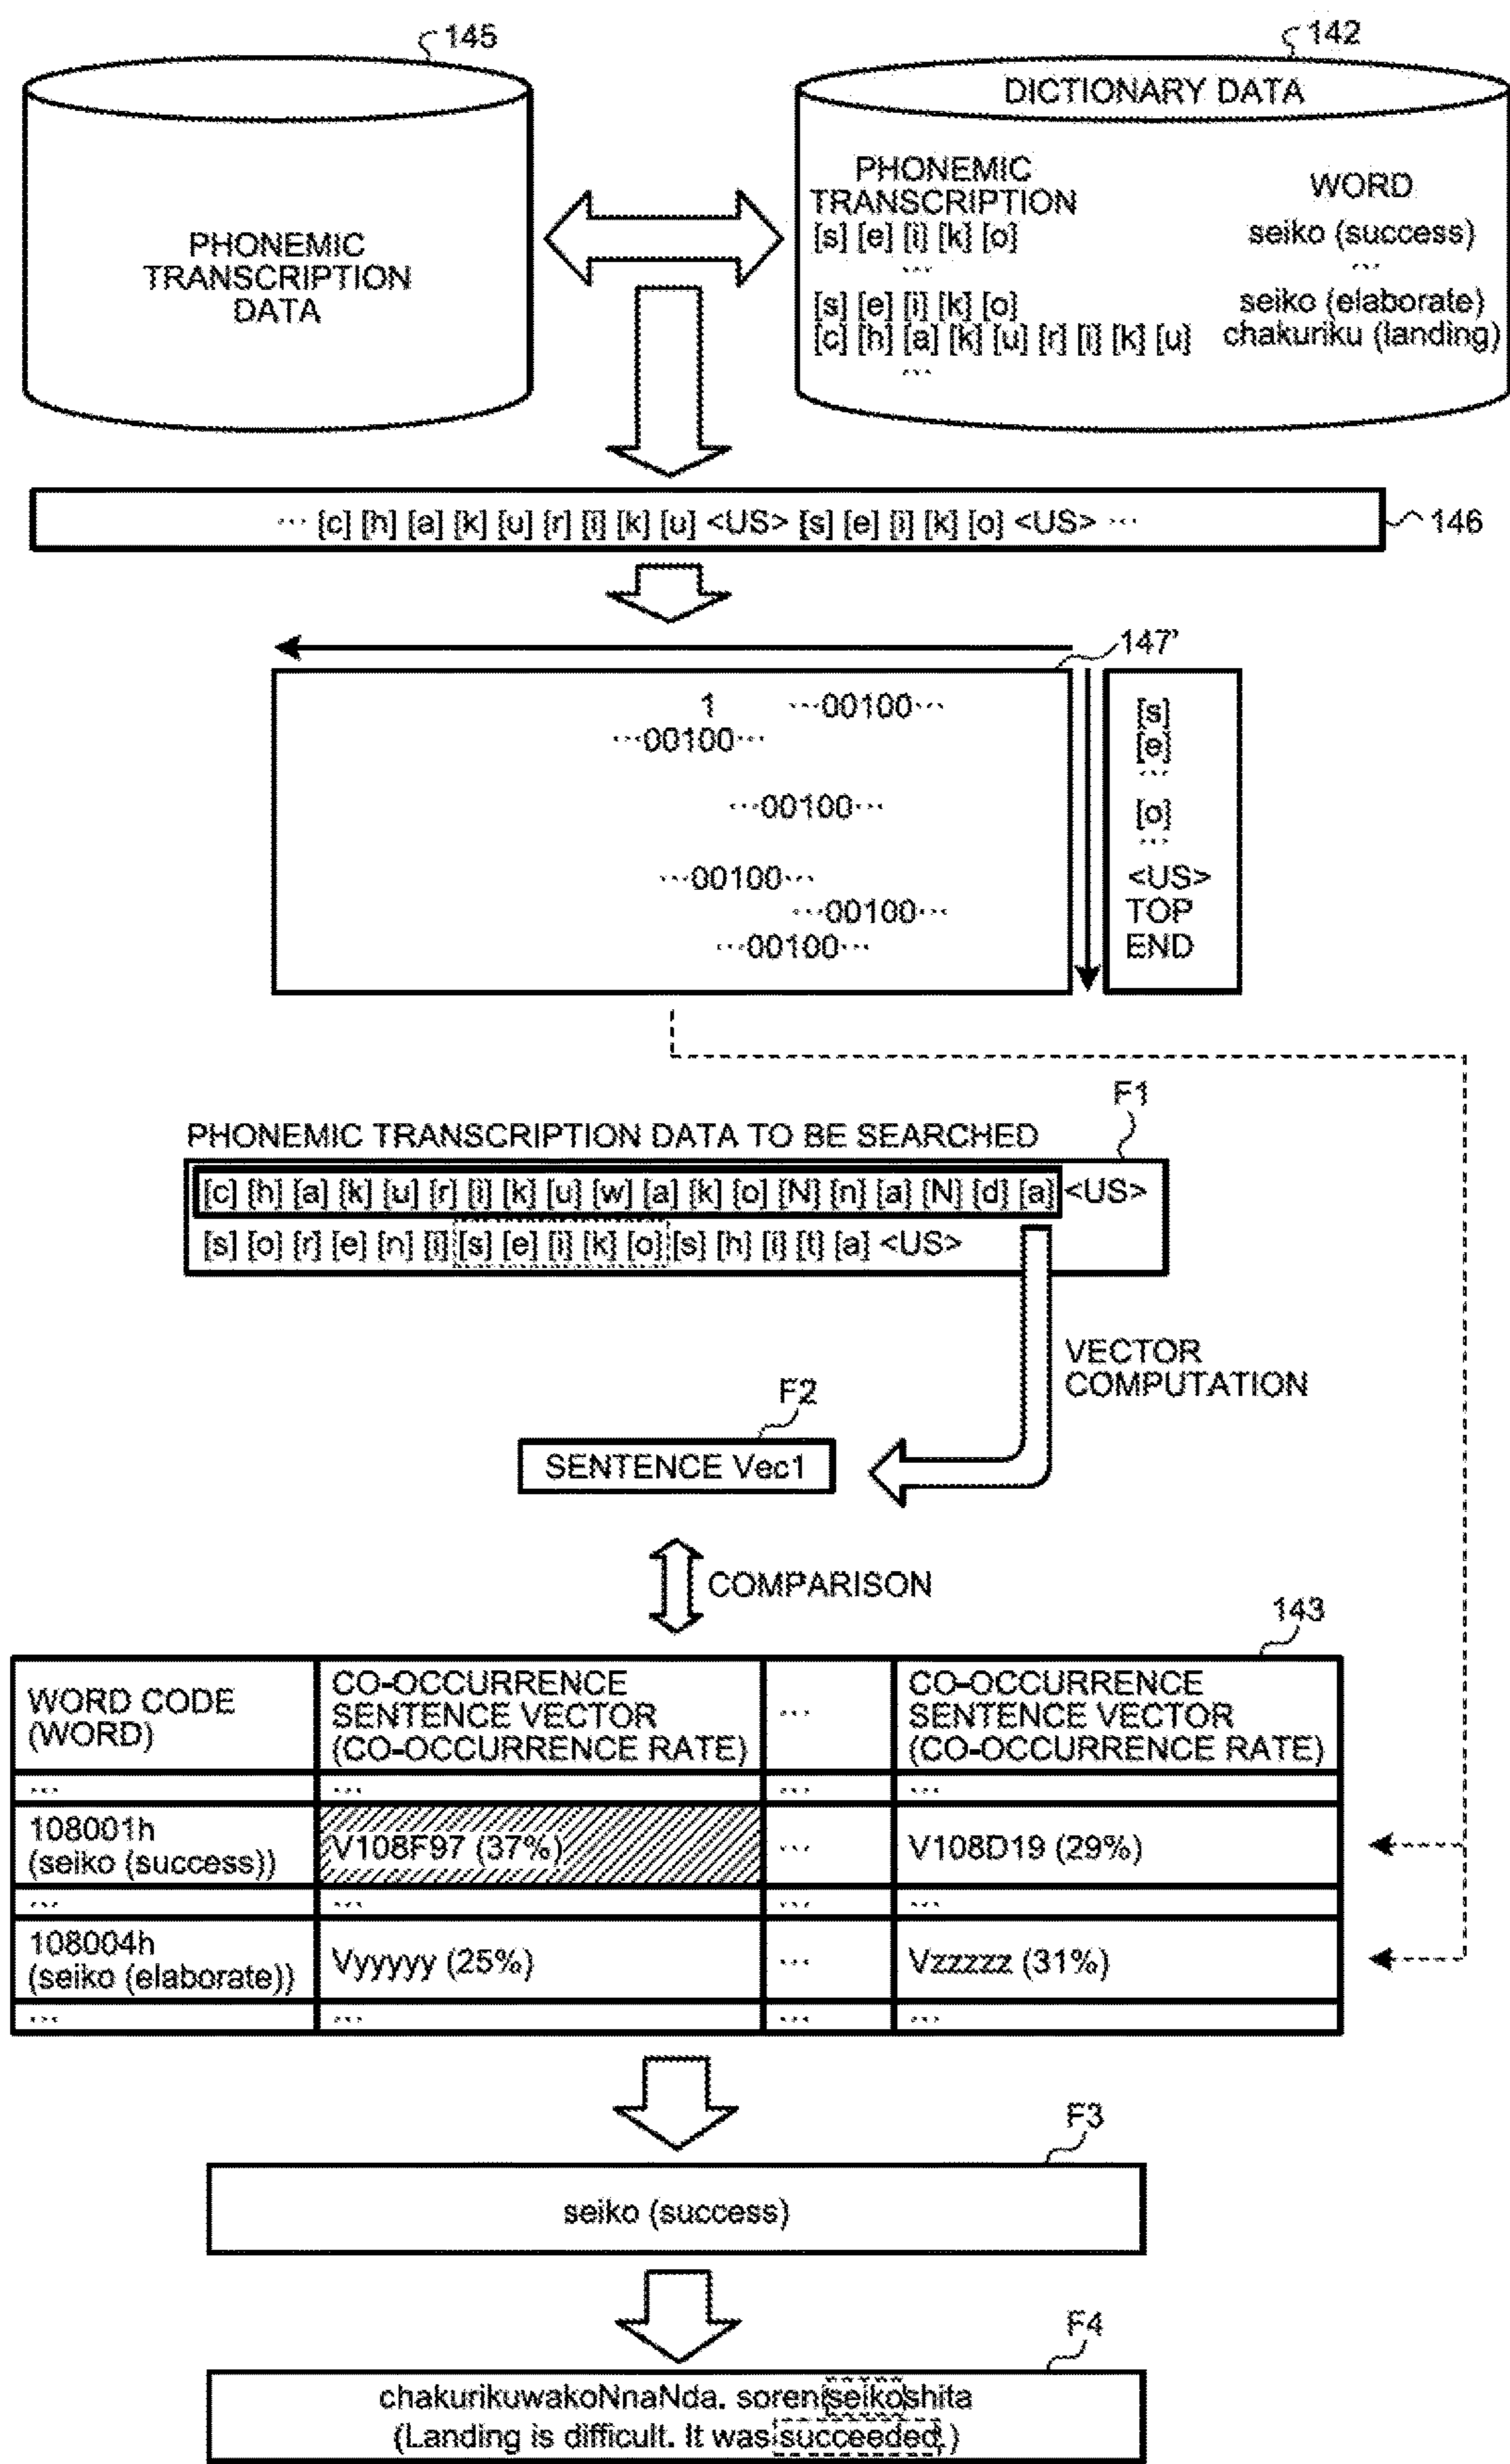 145
142
DICTIONARY DATA
PHONEMIC TRANSCRIPTION DATA
PHONEMIC TRANSCRIPTION
WORD
[s] [e] [i] [k] [o]
seiko (success)
...
...
[s] [e] [i] [k] [o]
seiko (elaborate)
[c] [h] [a] [k] [u] [r] [i] [k] [u]
chakuriku (landing)
...
... [c] [h] [a] [k] [u] [r] [i] [k] [u] <US> [s] [e] [i] [k] [o] <US> ...
146
147'
1 ...00100...
[s]
...00100...
[e]
...
...00100...
[o]
...
...00100...
<US>
...00100...
TOP
...00100...
END
F1
PHONEMIC TRANSCRIPTION DATA TO BE SEARCHED
[c] [h] [a] [k] [u] [r] [i] [k] [u] [w] [a] [k] [o] [N] [n] [a] [N] [d] [a] <US>
[s] [o] [r] [e] [n] [i] [s] [e] [i] [k] [o] [s] [h] [i] [t] [a] <US>
VECTOR
COMPUTATION
F2
SENTENCE Vec1
COMPARISON
143
WORD CODE
(WORD)
CO-OCCURRENCE
SENTENCE VECTOR
(CO-OCCURRENCE RATE)
...
CO-OCCURRENCE
SENTENCE VECTOR
(CO-OCCURRENCE RATE)
... ... ... ...
108001h
(seiko (success))
V108F97 (37%)
...
V108D19 (29%)
... ... ... ...
108004h
(seiko (elaborate))
Vyyyyy (25%)
...
Vzzzzz (31%)
... ... ... ...
F3
seiko (success)
F4
chakurikuwakoNnaNda. soreniseikoshita
(Landing is difficult. It was succeeded.)